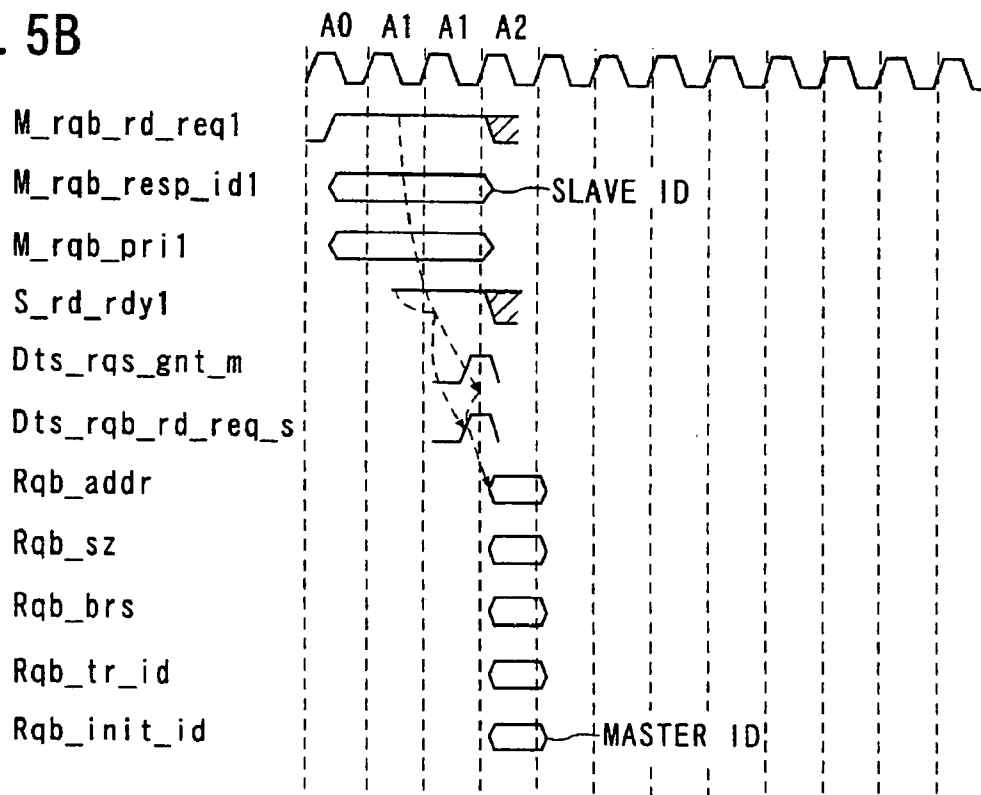 . 5B
A0 A1 A1 A2
M_rqb_rd_req1
M_rqb_resp_id1
SLAVE ID
M_rqb_pri1
S_rd_rdy1
Dts_rqs_gnt_m
Dts_rqb_rd_req_s
Rqb_addr
Rqb_sz
Rqb_brs
Rqb_tr_id
Rqb_init_id
MASTER ID